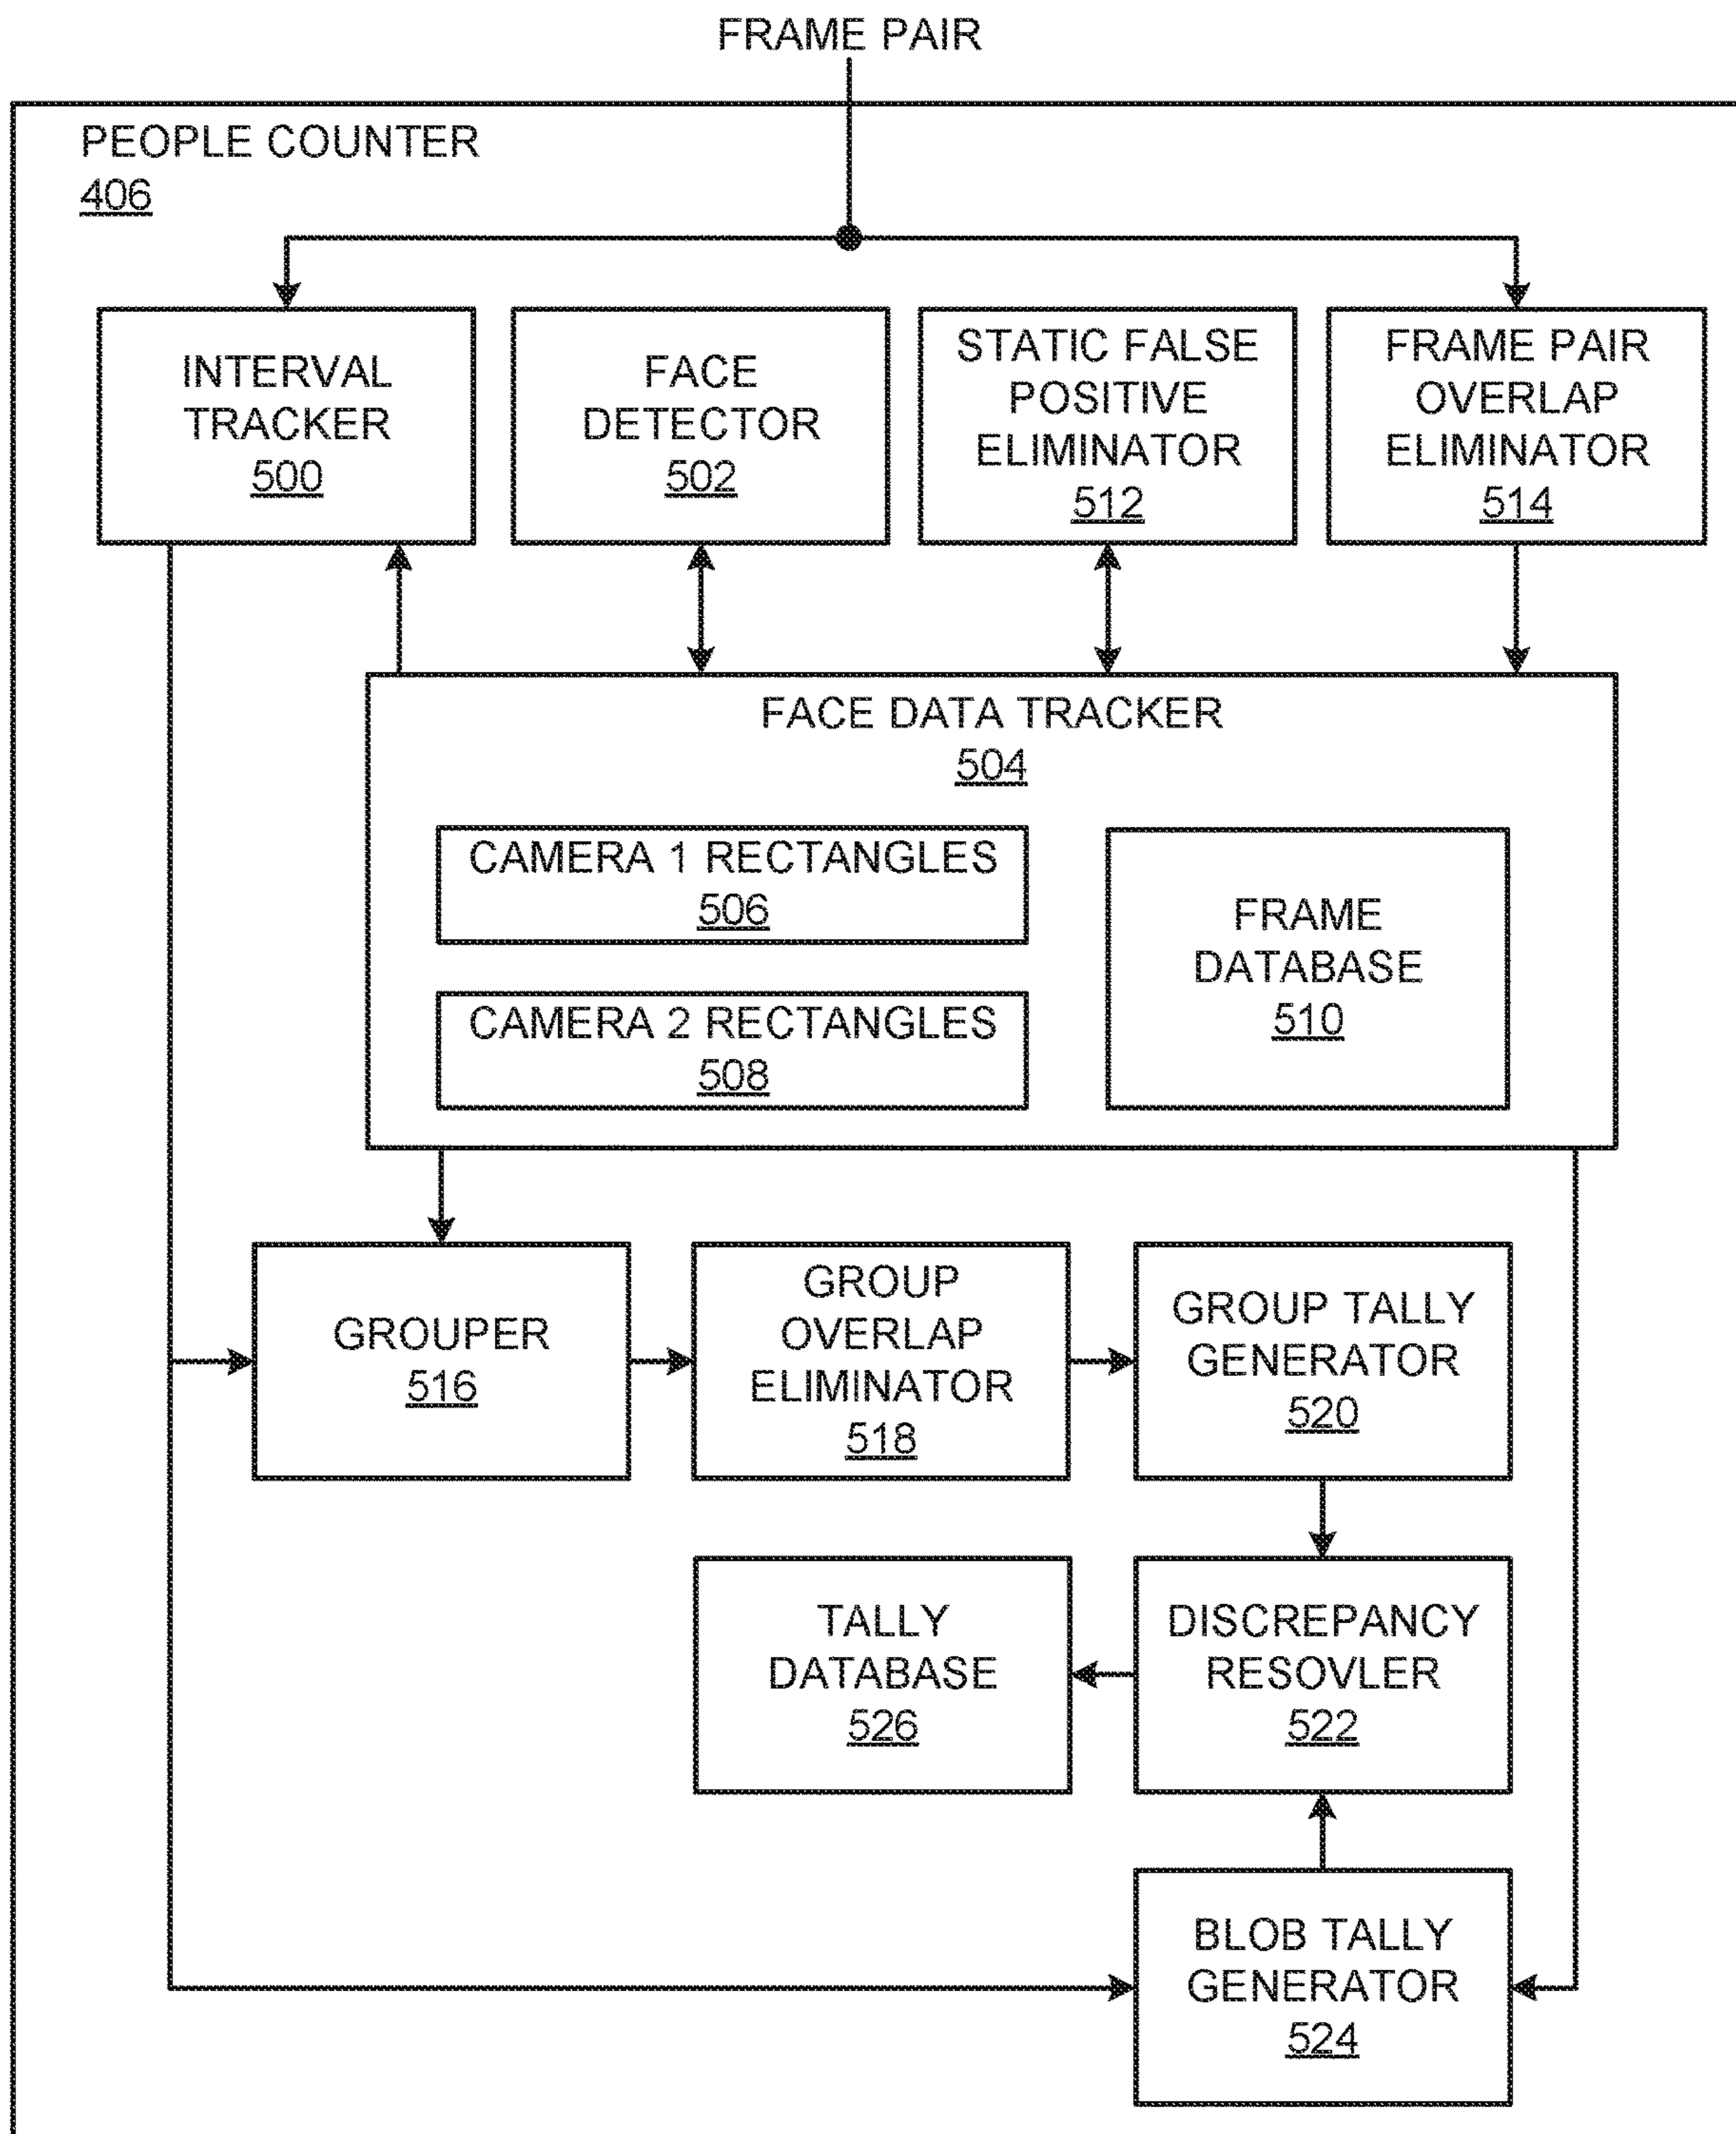 FRAME PAIR
PEOPLE COUNTER
406
INTERVAL
TRACKER
500
FACE
DETECTOR
502
STATIC FALSE
POSITIVE
ELIMINATOR
512
FRAME PAIR
OVERLAP
ELIMINATOR
514
FACE DATA TRACKER
504
CAMERA 1 RECTANGLES
506
CAMERA 2 RECTANGLES
508
FRAME
DATABASE
510
GROUPER
516
GROUP
OVERLAP
ELIMINATOR
518
GROUP TALLY
GENERATOR
520
TALLY
DATABASE
526
DISCREPANCY
RESOVLER
522
BLOB TALLY
GENERATOR
524